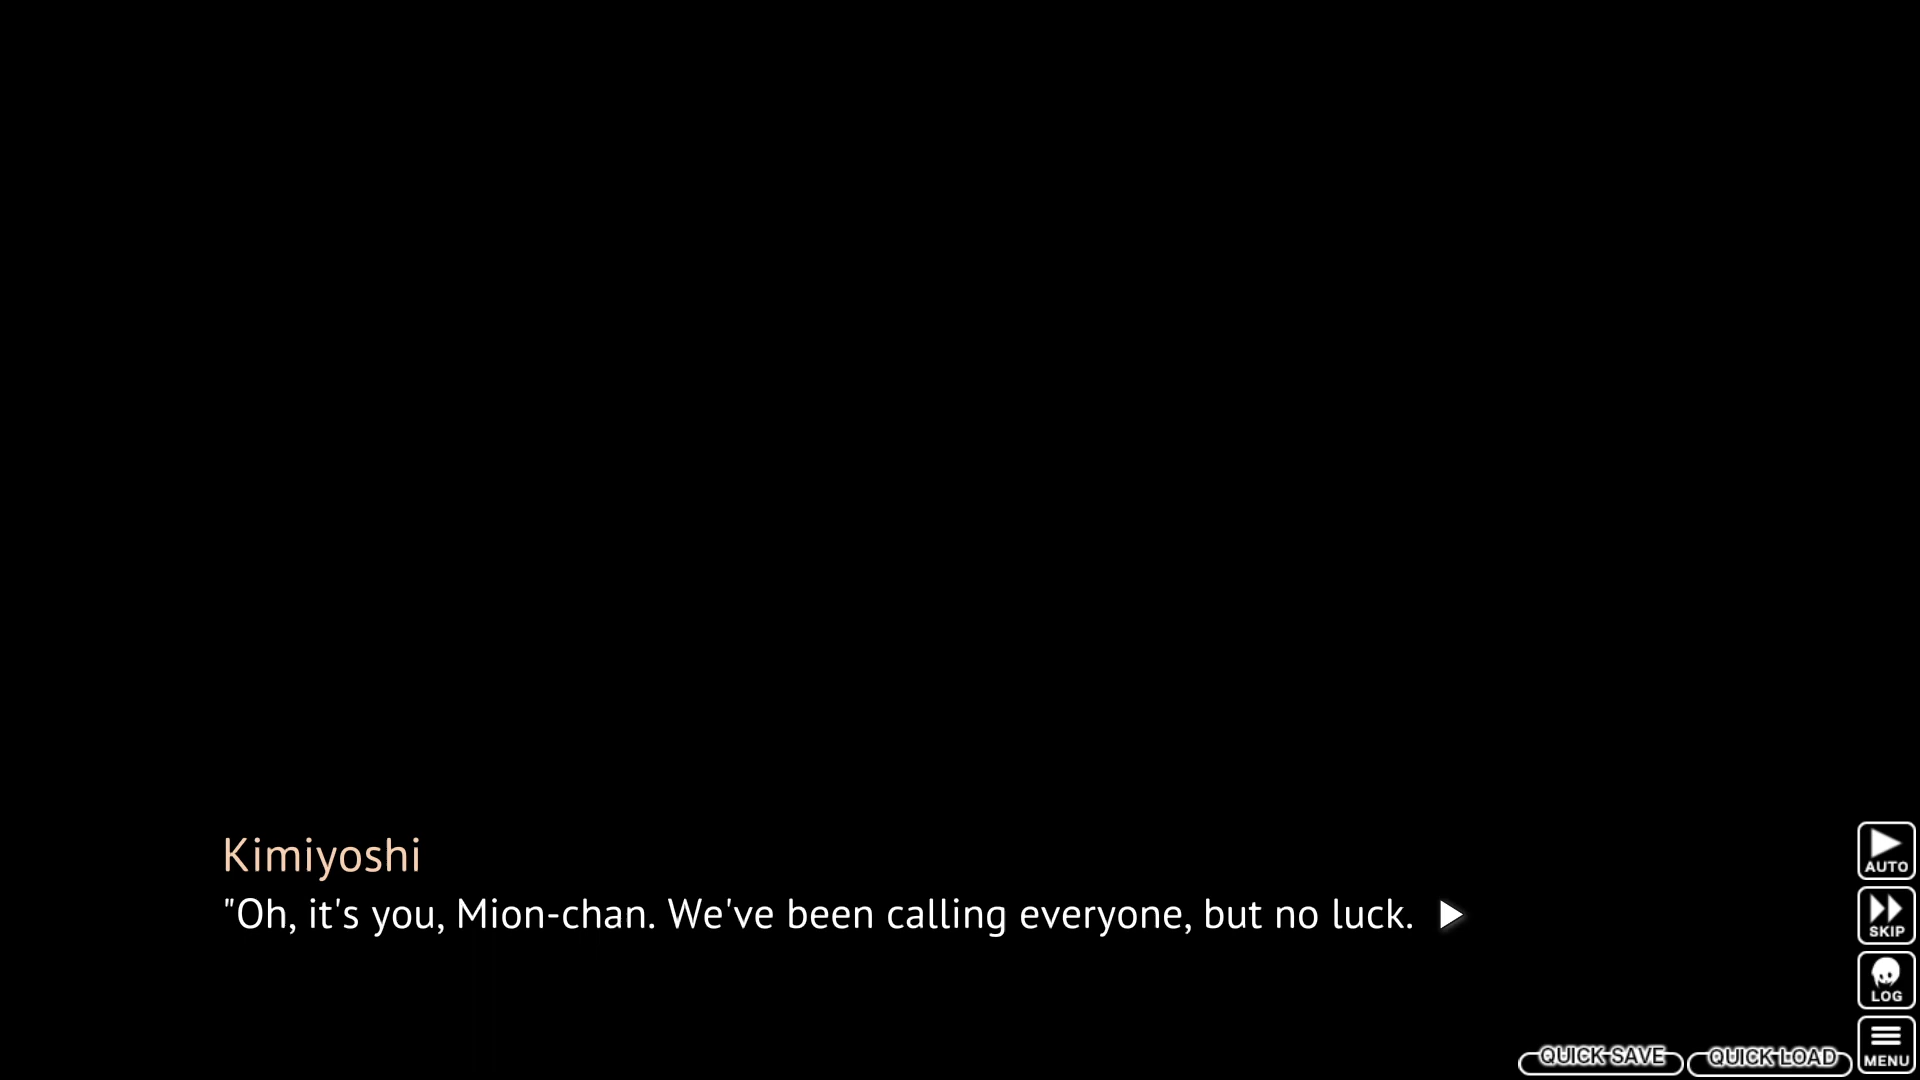 Kimiyoshi
"Oh, it's you, Mion-chan. We've been calling everyone, but no luck.
AUTO
SKIP
LOG
MENU
QUICK SAVE QUICK LOAD